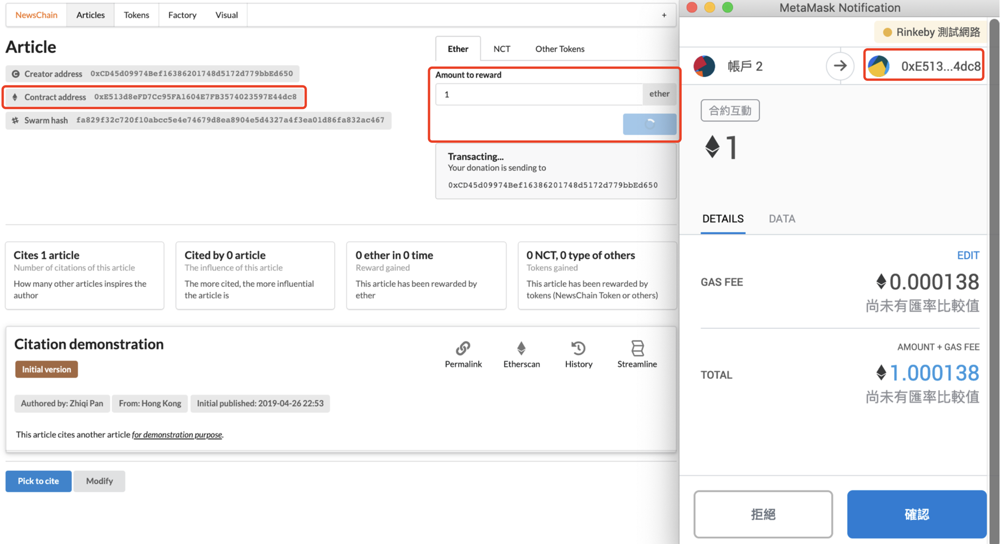 NewsChain
Articles
Tokens
Factory
Visual
+
Article
Creator address 0xCD45d09974Bef16386201748d5172d779bbEd650
Contract address 0xE513d8eFD7Cc95FA1604E7FB3574023597E44dc8
Swarm hash fa829f32c720f10abcc5e4e74679d8ea8904e5d4327a4f3ea01d86fa832ac467
Ether
NCT
Other Tokens
Amount to reward
1
ether
Transacting...
Your donation is sending to
0xCD45d09974Bef16386201748d5172d779bbEd650
Cites 1 article
Number of citations of this article
How many other articles inspires the
author
Cited by 0 article
The influence of this article
The more cited, the more influential
the article is
0 ether in 0 time
Reward gained
This article has been rewarded by
ether
0 NCT, 0 type of others
Tokens gained
This article has been rewarded by
tokens (NewsChain Token or others)
Citation demonstration
Initial version
Permalink
Etherscan
History
Streamline
Authored by: Zhiqi Pan
From: Hong Kong
Initial published: 2019-04-26 22:53
This article cites another article for demonstration purpose.
Pick to cite
Modify
MetaMask Notification
Rinkeby 測試網路
帳戶 2
0xE513...4dc8
合約互動
1
DETAILS
DATA
EDIT
GAS FEE
0.000138
尚未有匯率比較值
AMOUNT + GAS FEE
TOTAL
1.000138
尚未有匯率比較值
拒絕
確認